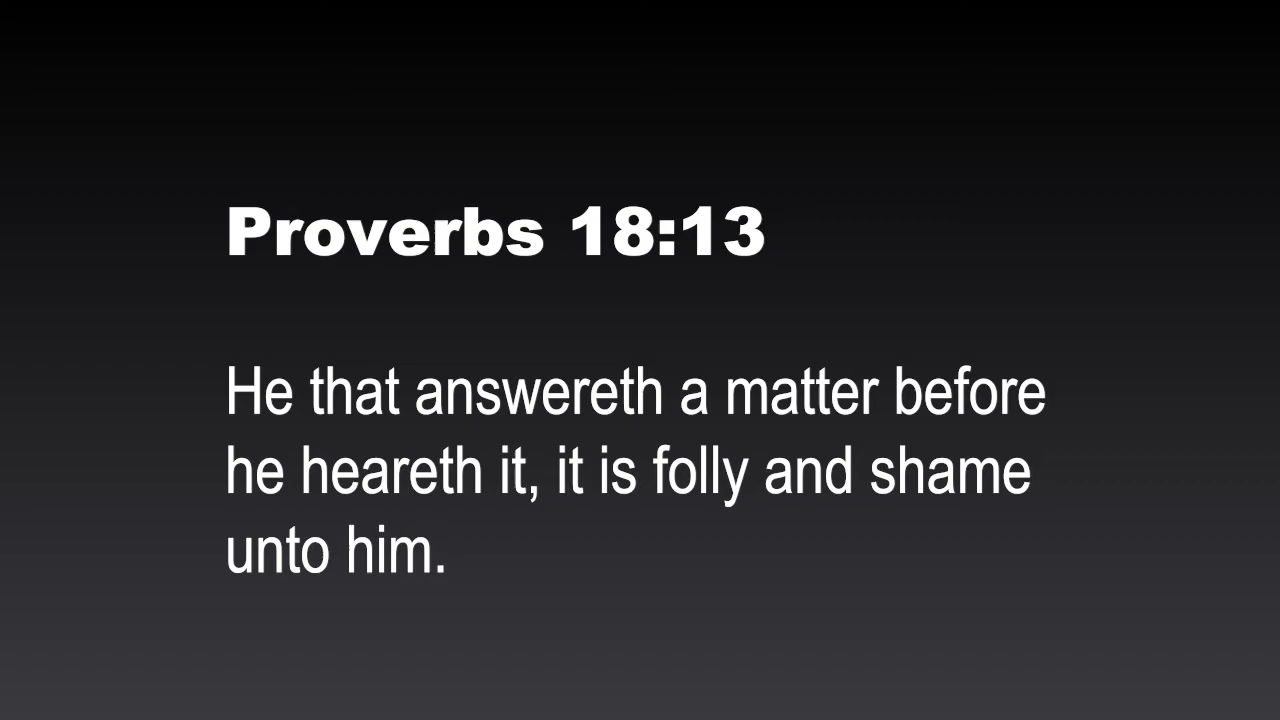 Proverbs 18:13
He that answereth a matter before
he heareth it, it is folly and shame
unto him.